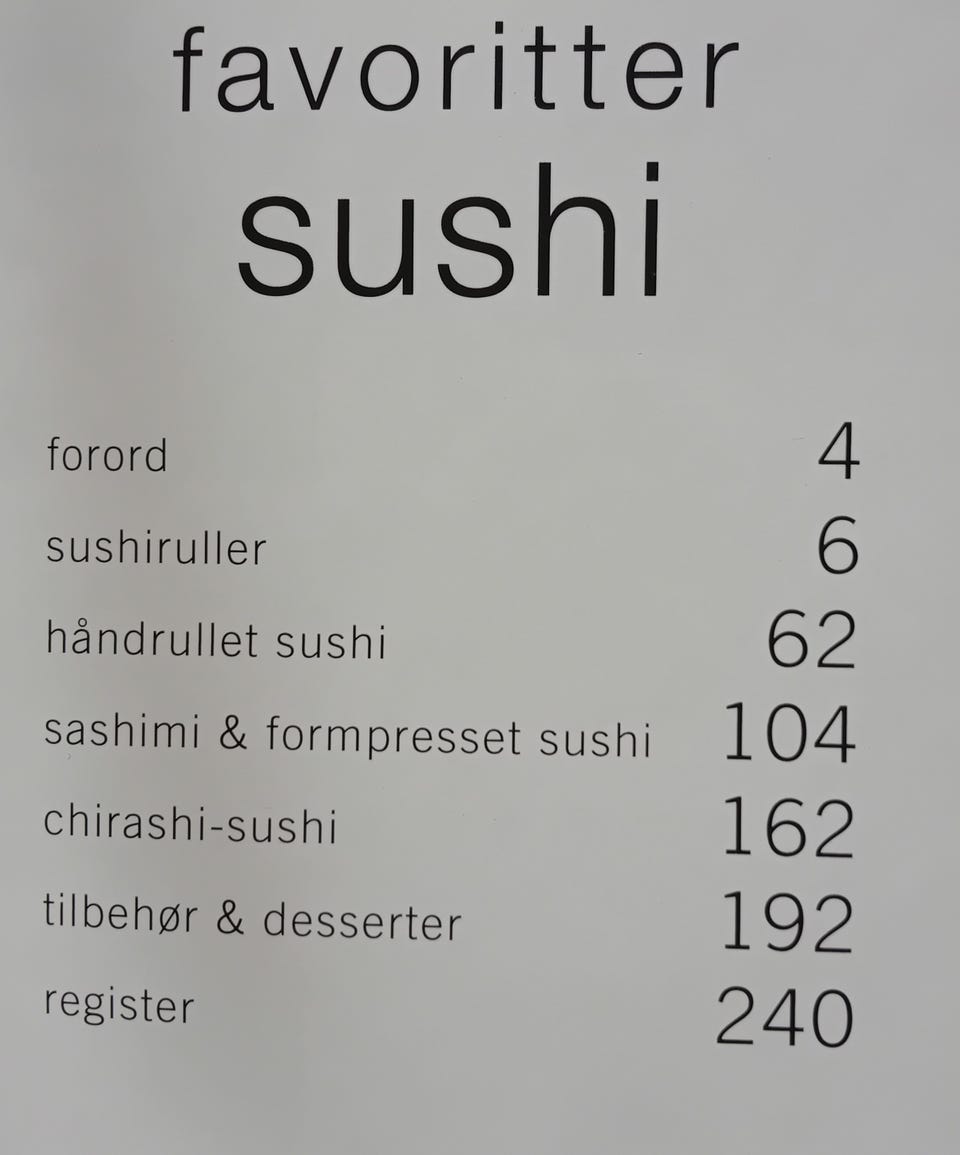 favoritter
sushi
forord 4
sushiruller 6
håndrullet sushi 62
sashimi & formpresset sushi 104
chirashi-sushi 162
tilbehør & desserter 192
register 240